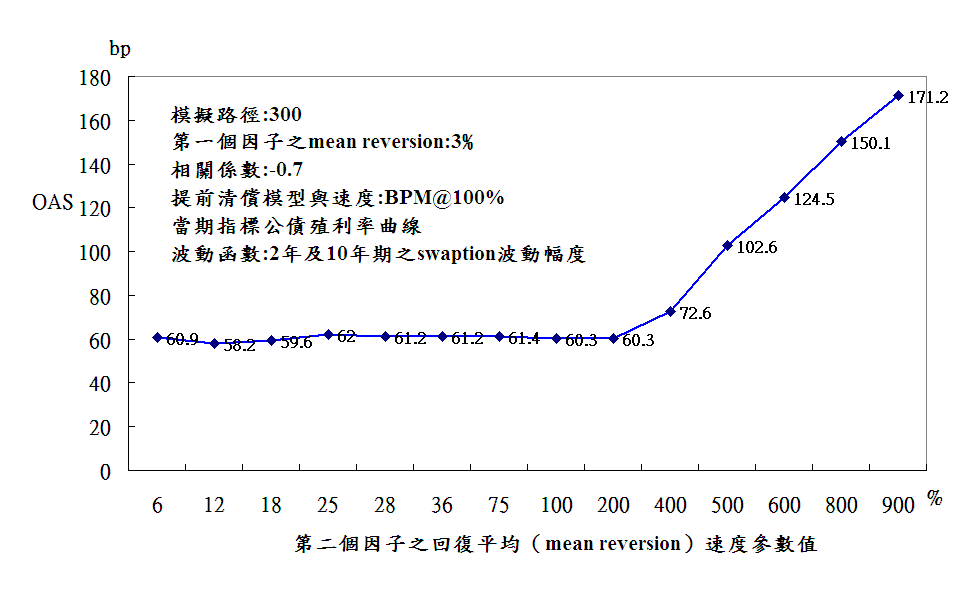 bp
180
160
140
120
100
80
60
40
20
0
OAS
模擬路徑:300
第一個因子之mean reversion:3%
相關係數:-0.7
提前清償模型與速度:BPM@100%
當期指標公債殖利率曲線
波動函數:2年及10年期之swaption波動幅度
60.9 58.2 59.6 62 61.2 61.2 61.4 60.3 60.3 72.6 102.6 124.5 150.1 171.2
6 12 18 25 28 36 75 100 200 400 500 600 800 900 %
第二個因子之回復平均（mean reversion）速度參數值